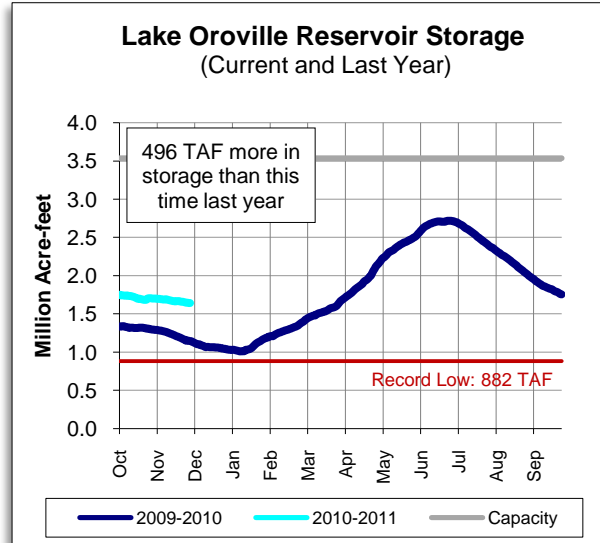 Lake Oroville Reservoir Storage
(Current and Last Year)
Million Acre-feet
4.0
3.5
3.0
2.5
2.0
1.5
1.0
0.5
0.0
496 TAF more in
storage than this
time last year
Record Low: 882 TAF
Oct Nov Dec Jan Feb Mar Apr May Jun Jul Aug Sep
2009-2010 2010-2011 Capacity